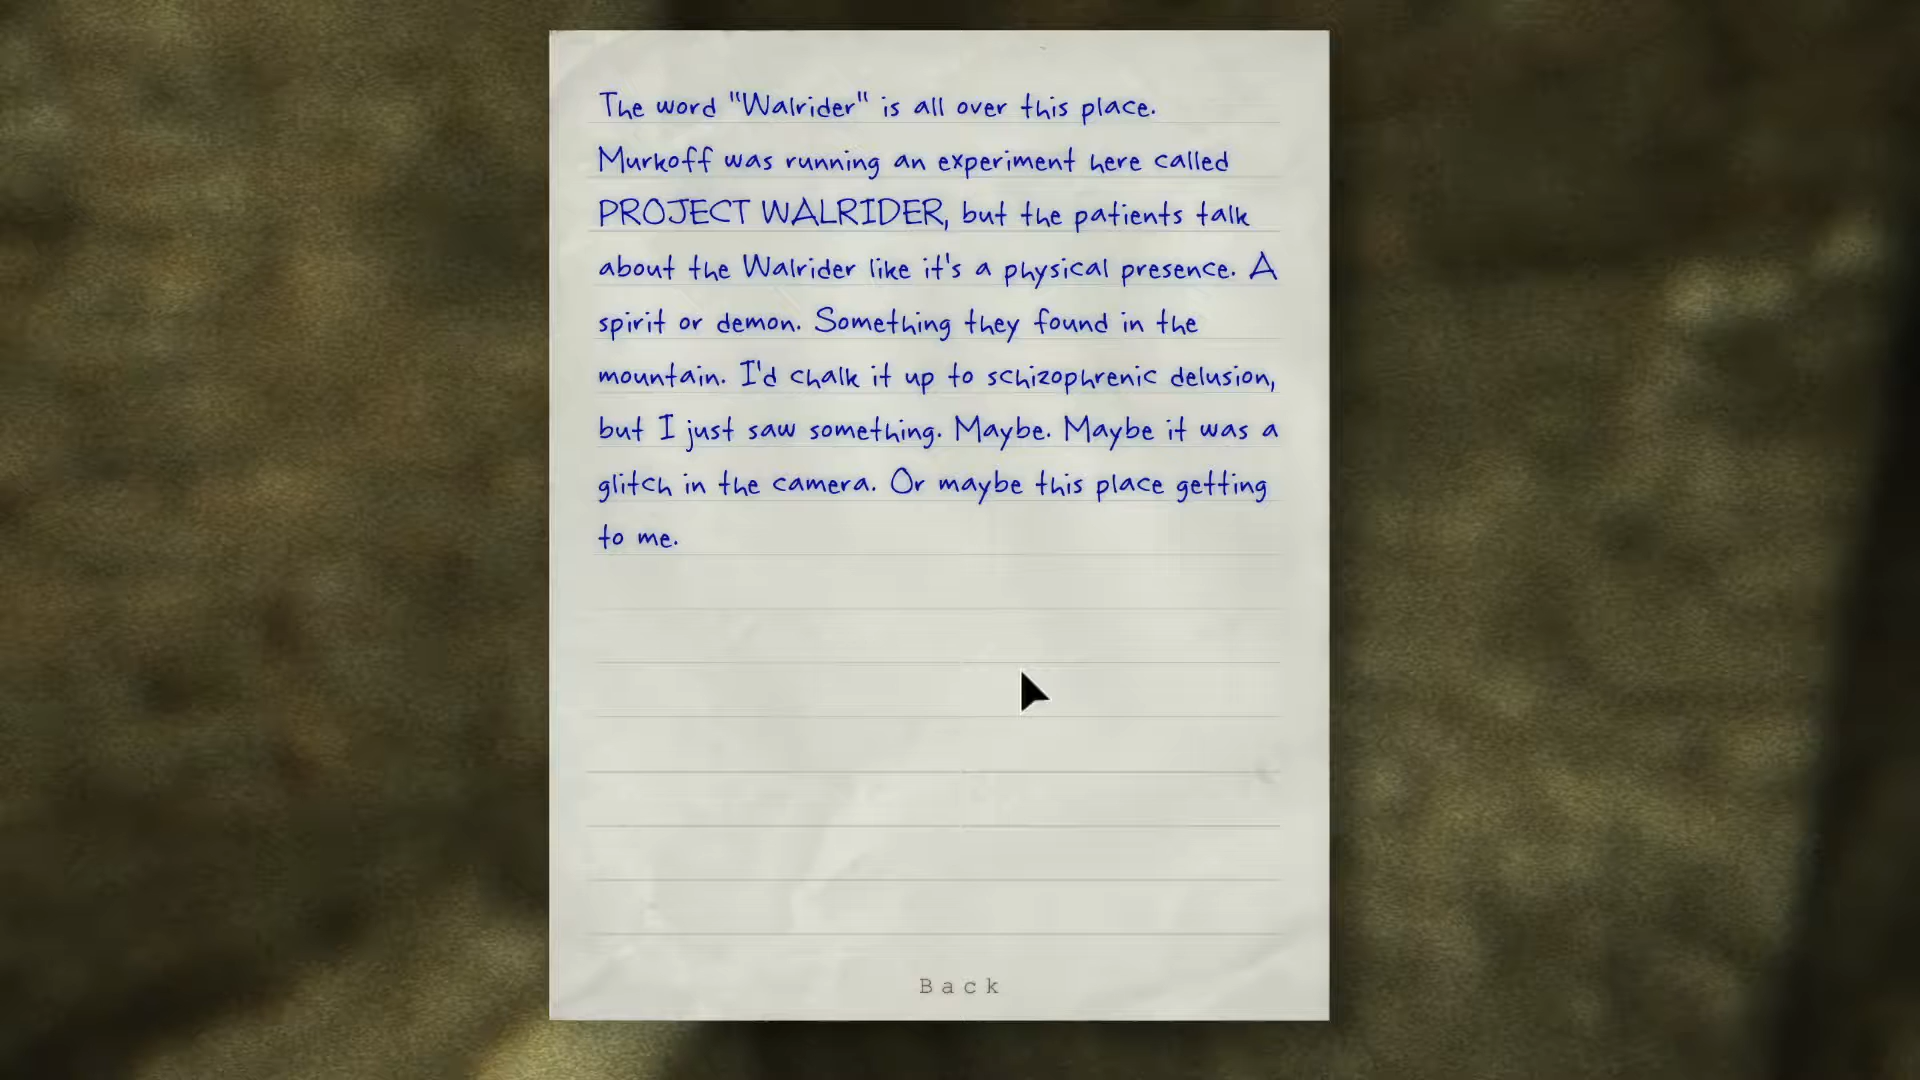 The word "Walrider" is all over this place.
Murkoff was running an experiment here called
PROJECT WALRIDER, but the patients talk
about the Walrider like it's a physical presence. A
spirit or demon. Something they found in the
mountain. I'd chalk it up to schizophrenic delusion,
but I just saw something. Maybe. Maybe it was a
glitch in the camera. Or maybe this place getting
to me.
Back